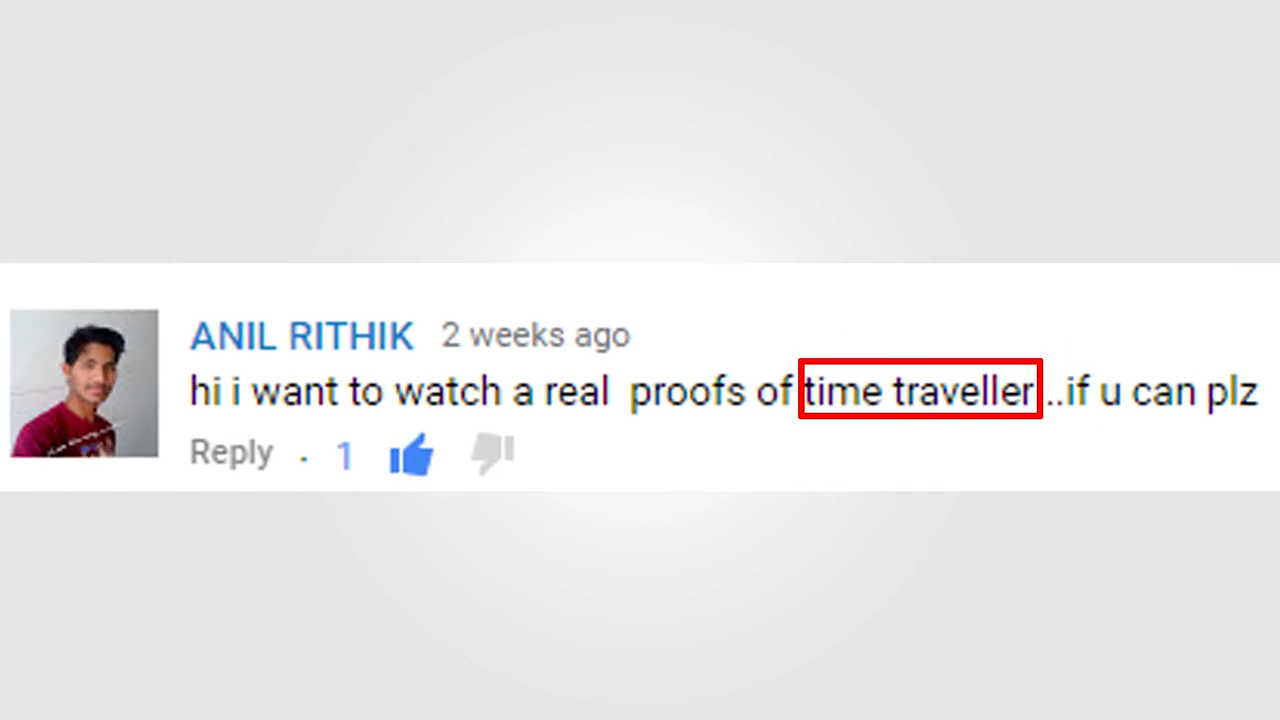 ANIL RITHIK 2 weeks ago
hi i want to watch a real proofs of time traveller...if u can plz
Reply . 1